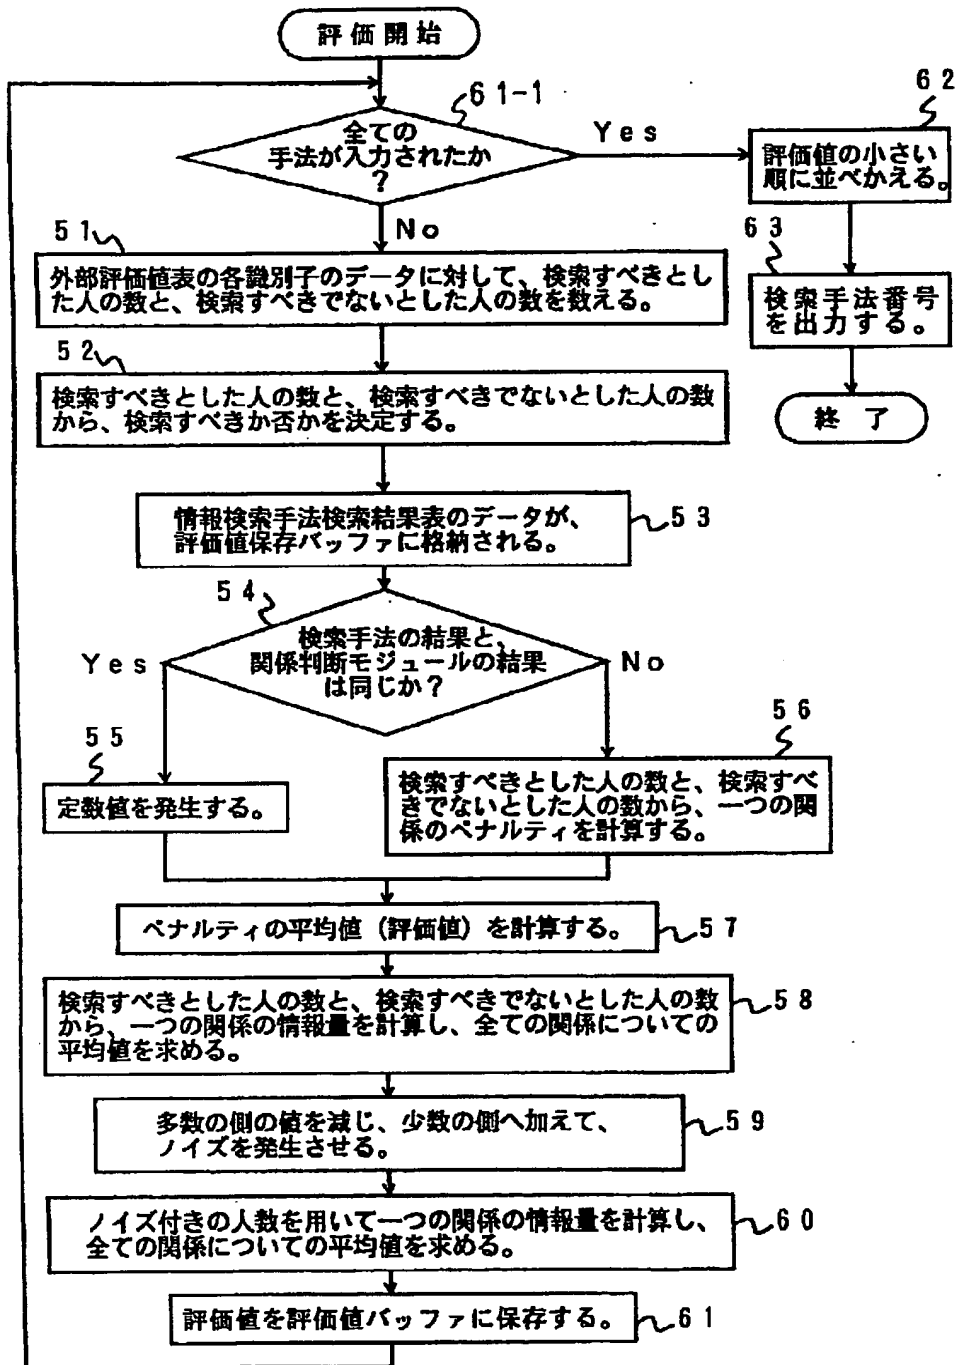 評価開始
61-1
全ての
手法が入力されたか
?
Yes
No
62
評価値の小さい
順に並べかえる。
63
検索手法番号
を出力する。
終了
51
外部評価値表の各識別子のデータに対して、検索すべきとし
た人の数と、検索すべきでないとした人の数を数える。
52
検索すべきとした人の数と、検索すべきでないとした人の数
から、検索すべきか否かを決定する。
情報検索手法検索結果表のデータが、
評価値保存バッファに格納される。
53
54
検索手法の結果と、
関係判断モジュールの結果
は同じか?
Yes
No
55
定数値を発生する。
56
検索すべきとした人の数と、検索すべ
きでないとした人の数から、一つの関
係のペナルティを計算する。
ペナルティの平均値(評価値)を計算する。
57
検索すべきとした人の数と、検索すべきでないとした人の数
から、一つの関係の情報量を計算し、全ての関係についての
平均値を求める。
58
多数の側の値を減じ、少数の側へ加えて、
ノイズを発生させる。
59
ノイズ付きの人数を用いて一つの関係の情報量を計算し、
全ての関係についての平均値を求める。
60
評価値を評価値バッファに保存する。
61